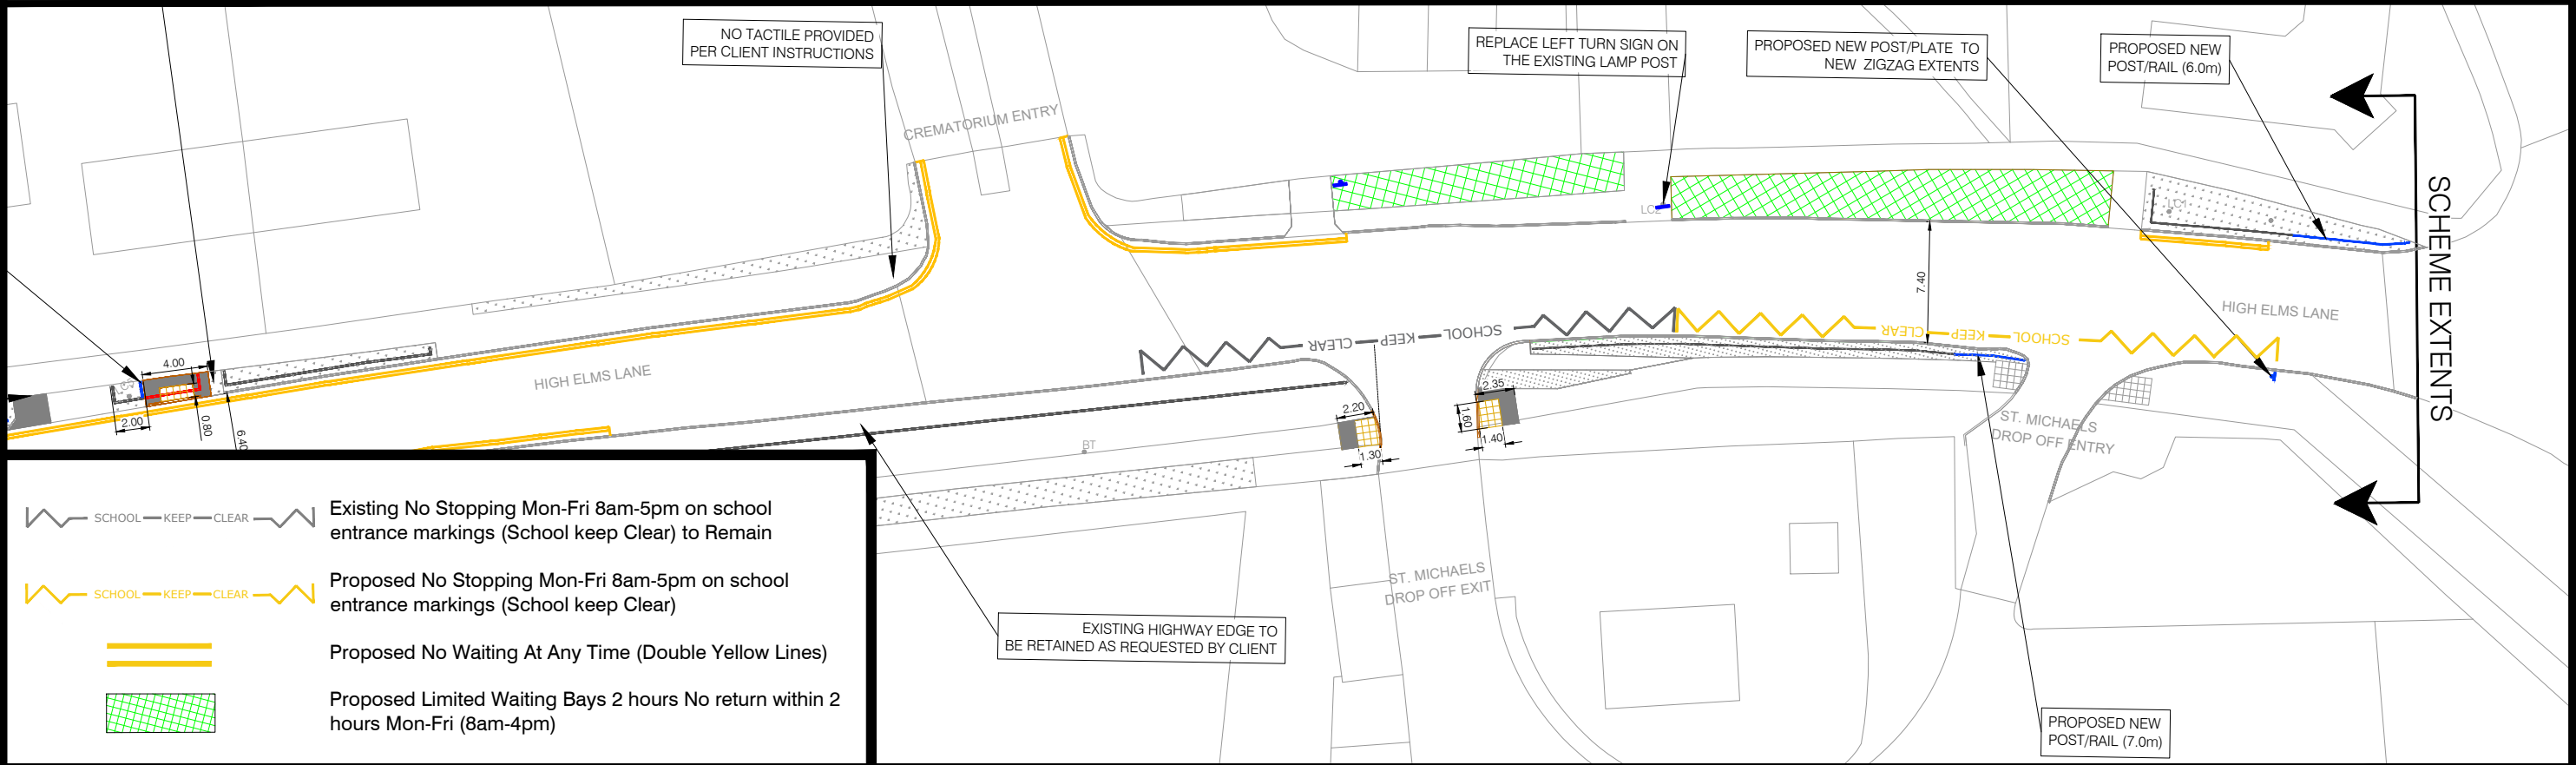 NO TACTILE PROVIDED
PER CLIENT INSTRUCTIONS
REPLACE LEFT TURN SIGN ON
THE EXISTING LAMP POST
PROPOSED NEW POST/PLATE TO
NEW ZIGZAG EXTENTS
PROPOSED NEW
POST/RAIL (6.0m)
SCHEME EXTENTS
CREMATORIUM ENTRY
LC2
LC1
7.40
HIGH ELMS LANE
SCHOOL KEEP CLEAR
SCHOOL KEEP CLEAR
4.00
2.00
0.80
6.40
HIGH ELMS LANE
BT
2.20
1.30
2.35
1.60
1.40
ST. MICHAELS
DROP OFF ENTRY
ST. MICHAELS
DROP OFF EXIT
EXISTING HIGHWAY EDGE TO
BE RETAINED AS REQUESTED BY CLIENT
PROPOSED NEW
POST/RAIL (7.0m)
SCHOOL KEEP CLEAR
Existing No Stopping Mon-Fri 8am-5pm on school
entrance markings (School keep Clear) to Remain
SCHOOL KEEP CLEAR
Proposed No Stopping Mon-Fri 8am-5pm on school
entrance markings (School keep Clear)
Proposed No Waiting At Any Time (Double Yellow Lines)
Proposed Limited Waiting Bays 2 hours No return within 2
hours Mon-Fri (8am-4pm)